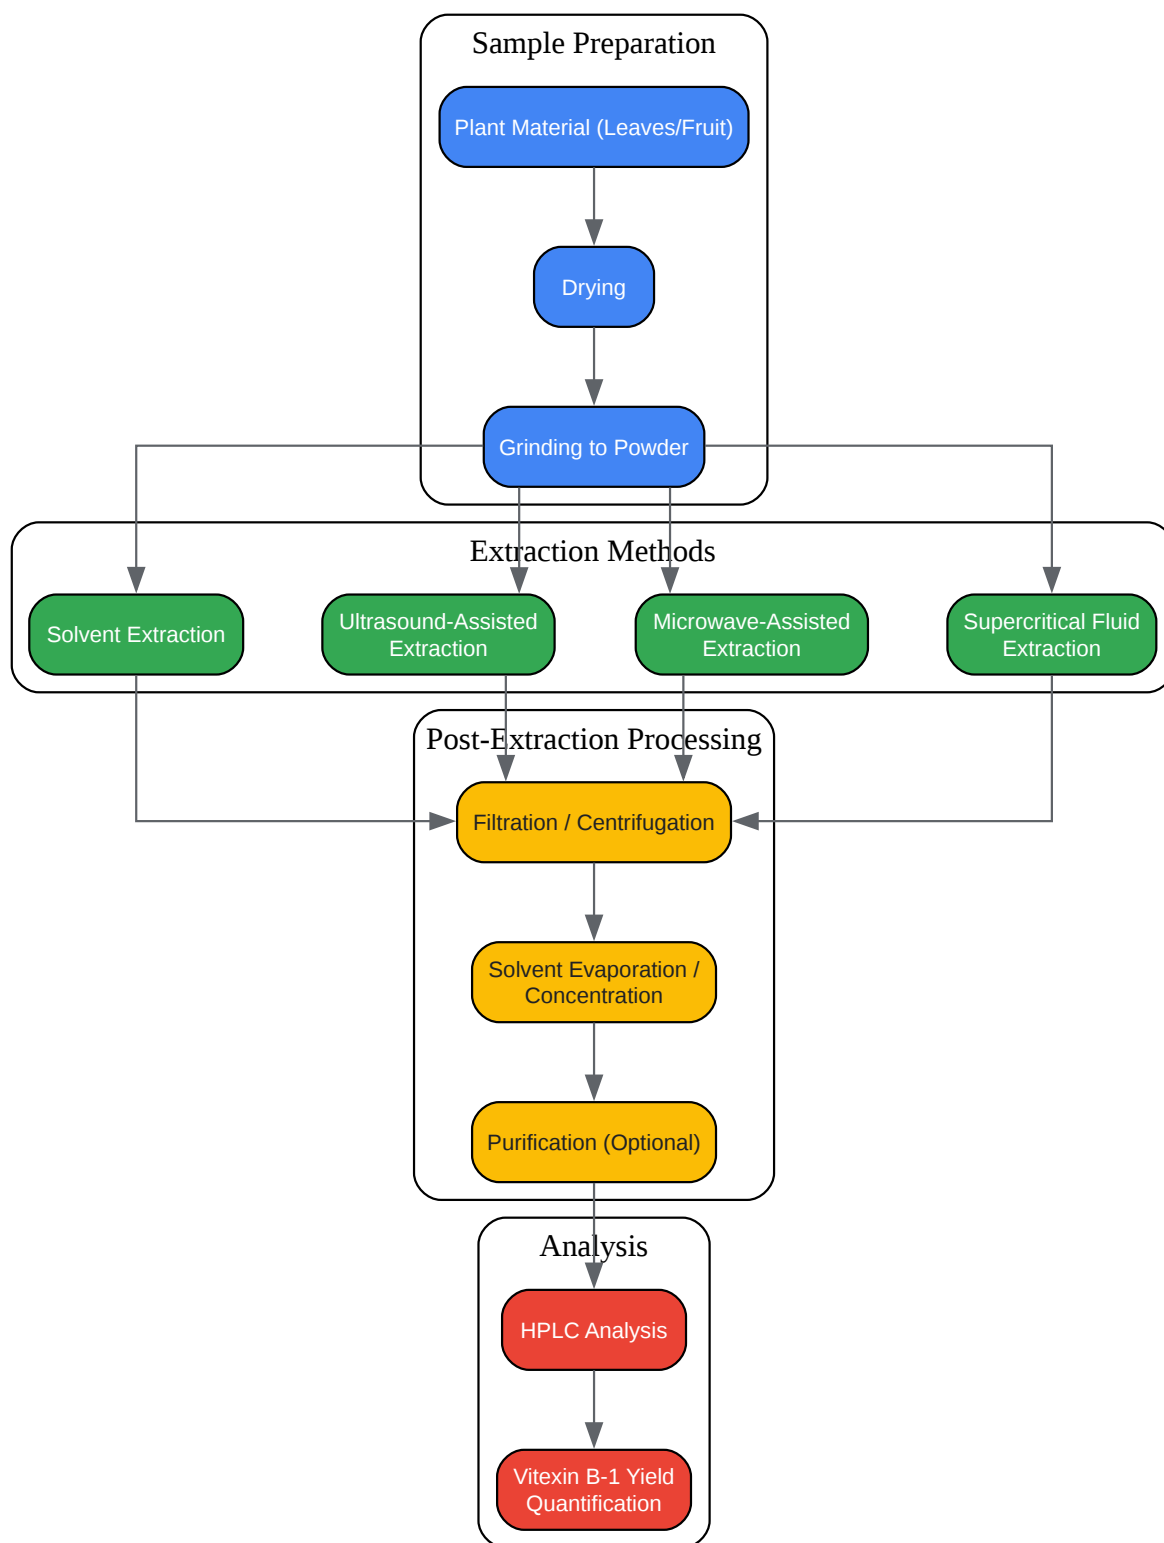 Sample Preparation
Plant Material (Leaves/Fruit)
Drying
Grinding to Powder
Extraction Methods
Solvent Extraction
Ultrasound-Assisted
Extraction
Microwave-Assisted
Extraction
Supercritical Fluid
Extraction
Post-Extraction Processing
Filtration / Centrifugation
Solvent Evaporation /
Concentration
Purification (Optional)
Analysis
HPLC Analysis
Vitexin B-1 Yield
Quantification